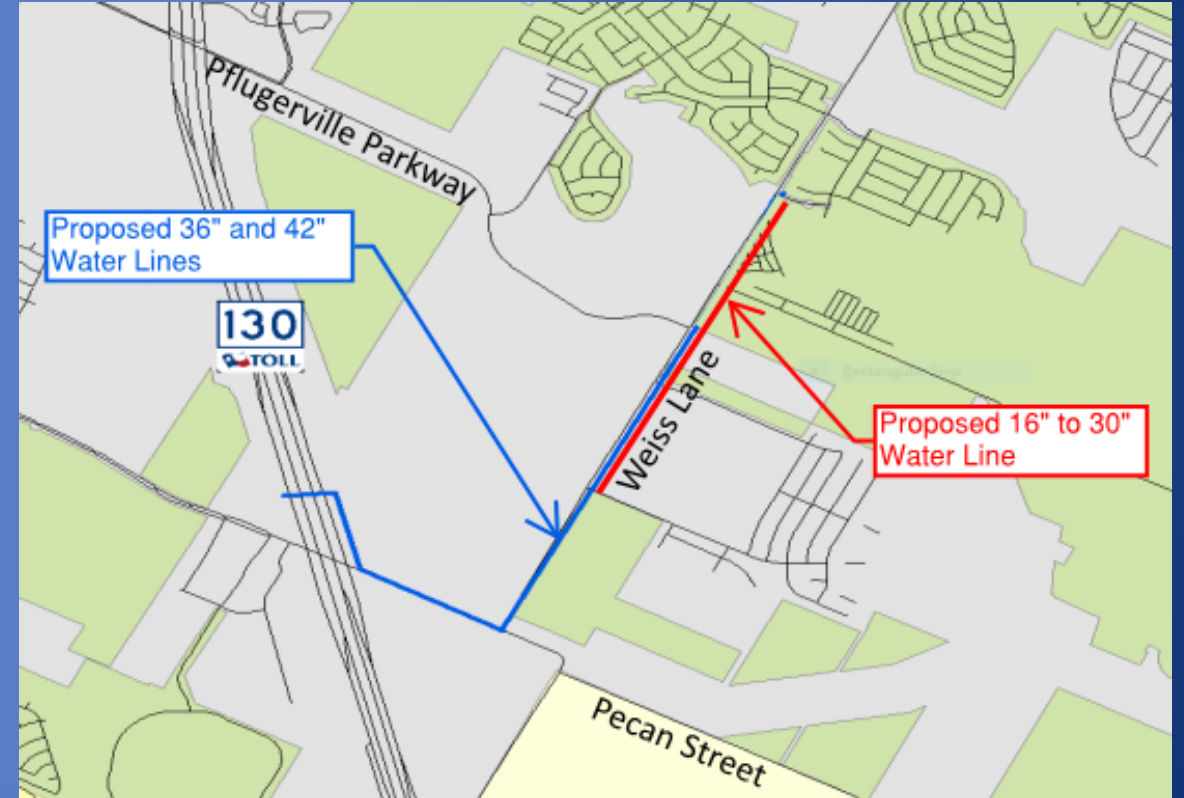 Pflugerville Parkway
Proposed 36" and 42"
Water Lines
130
TOLL
Weiss Lane
Proposed 16" to 30"
Water Line
Pecan Street